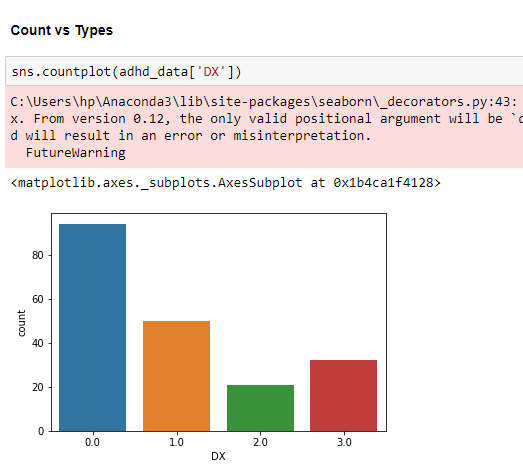 Count vs Types
sns.countplot(adhd_data['DX'])
C:\Users\hp\Anaconda3\lib\site-packages\seaborn\_decorators.py:43:
x. From version 0.12, the only valid positional argument will be `
d will result in an error or misinterpretation.
FutureWarning
<matplotlib.axes._subplots.AxesSubplot at 0x1b4ca1f4128>
80
60
40
20
0
count
0.0 1.0 2.0 3.0
DX